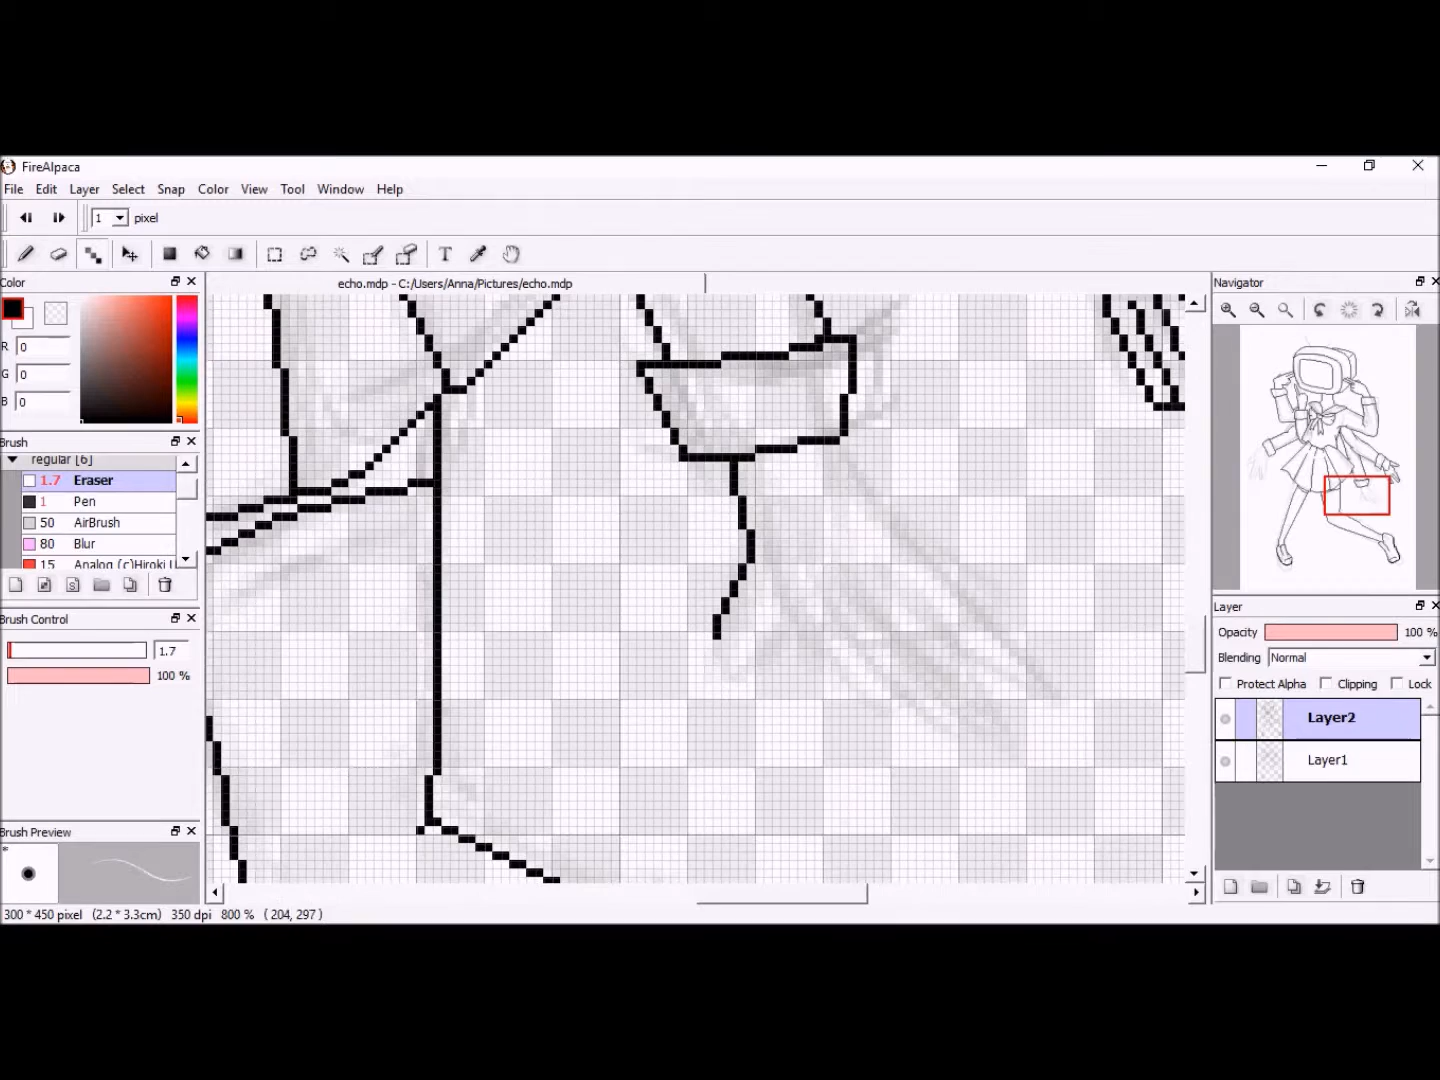 FireAlpaca
File Edit Layer Select Snap Color View Tool Window Help
1 pixel
T
Color
echo.mdp - C:/Users/Anna/Pictures/echo.mdp
Navigator
R 0
G 0
B 0
Brush
regular [6]
1.7 Eraser
1 Pen
50 AirBrush
80 Blur
15 Analog (c)Hiroki
S
Brush Control
1.7
100 %
Brush Preview
*
Layer
Opacity 100 %
Blending Normal
Protect Alpha Clipping Lock
Layer2
Layer1
300 * 450 pixel (2.2 * 3.3cm) 350 dpi 800 % ( 204, 297 )